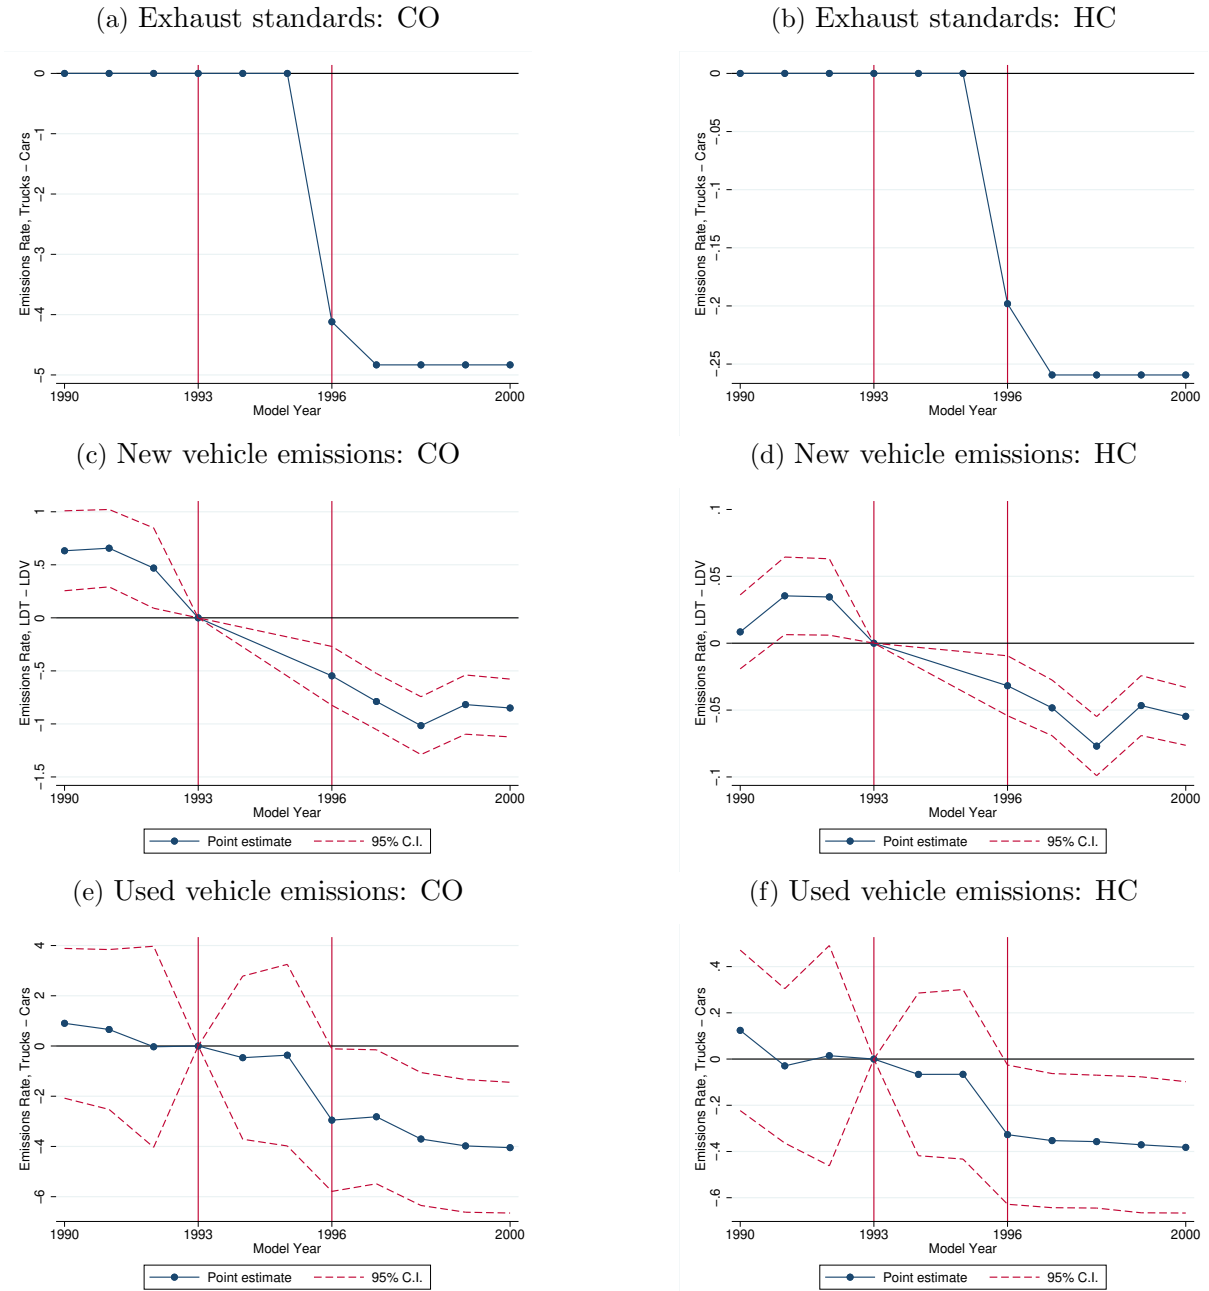 (a) Exhaust standards: CO
Emissions Rate, Trucks − Cars
0
−1
−2
−3
−4
−5
1990 1993 1996 2000
Model Year
(b) Exhaust standards: HC
Emissions Rate, Trucks − Cars
0
−.05
−.1
−.15
−.2
−.25
1990 1993 1996 2000
Model Year
(c) New vehicle emissions: CO
Emissions Rate, LDT − LDV
1
.5
0
−.5
−1
−1.5
1990 1993 1996 2000
Model Year
Point estimate 95% C.I.
(d) New vehicle emissions: HC
Emissions Rate, LDT − LDV
.1
.05
0
−.05
−.1
1990 1993 1996 2000
Model Year
Point estimate 95% C.I.
(e) Used vehicle emissions: CO
Emissions Rate, Trucks − Cars
4
2
0
−2
−4
−6
1990 1993 1996 2000
Model Year
Point estimate 95% C.I.
(f) Used vehicle emissions: HC
Emissions Rate, Trucks − Cars
.4
.2
0
−.2
−.4
−.6
1990 1993 1996 2000
Model Year
Point estimate 95% C.I.